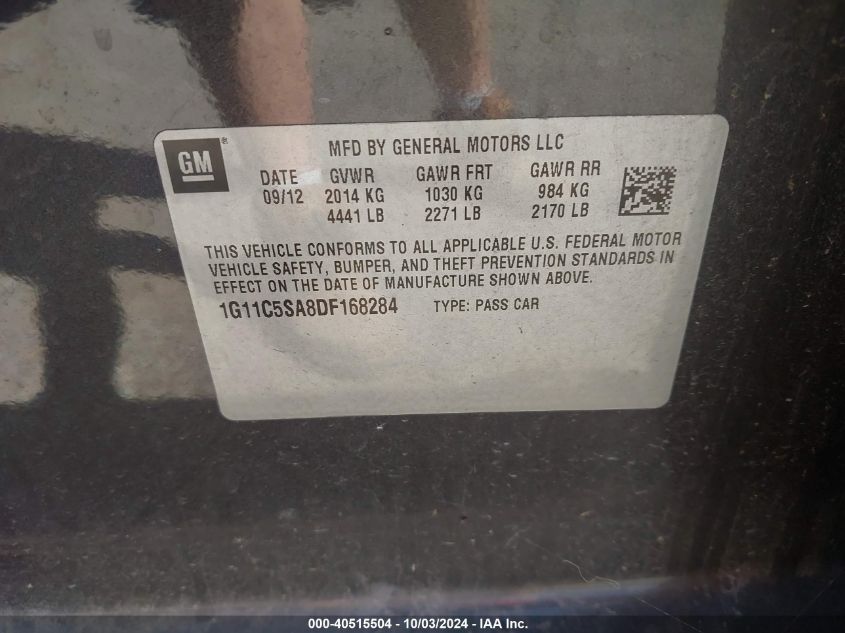 GM®
MFD BY GENERAL MOTORS LLC
DATE GVWR GAWR FRT GAWR RR
09/12 2014 KG 1030 KG 984 KG
4441 LB 2271 LB 2170 LB
THIS VEHICLE CONFORMS TO ALL APPLICABLE U.S. FEDERAL MOTOR
VEHICLE SAFETY, BUMPER, AND THEFT PREVENTION STANDARDS IN
EFFECT ON THE DATE OF MANUFACTURE SHOWN ABOVE.
1G11C5SA8DF168284 TYPE: PASS CAR
000-40515504 - 10/03/2024 - IAA Inc.